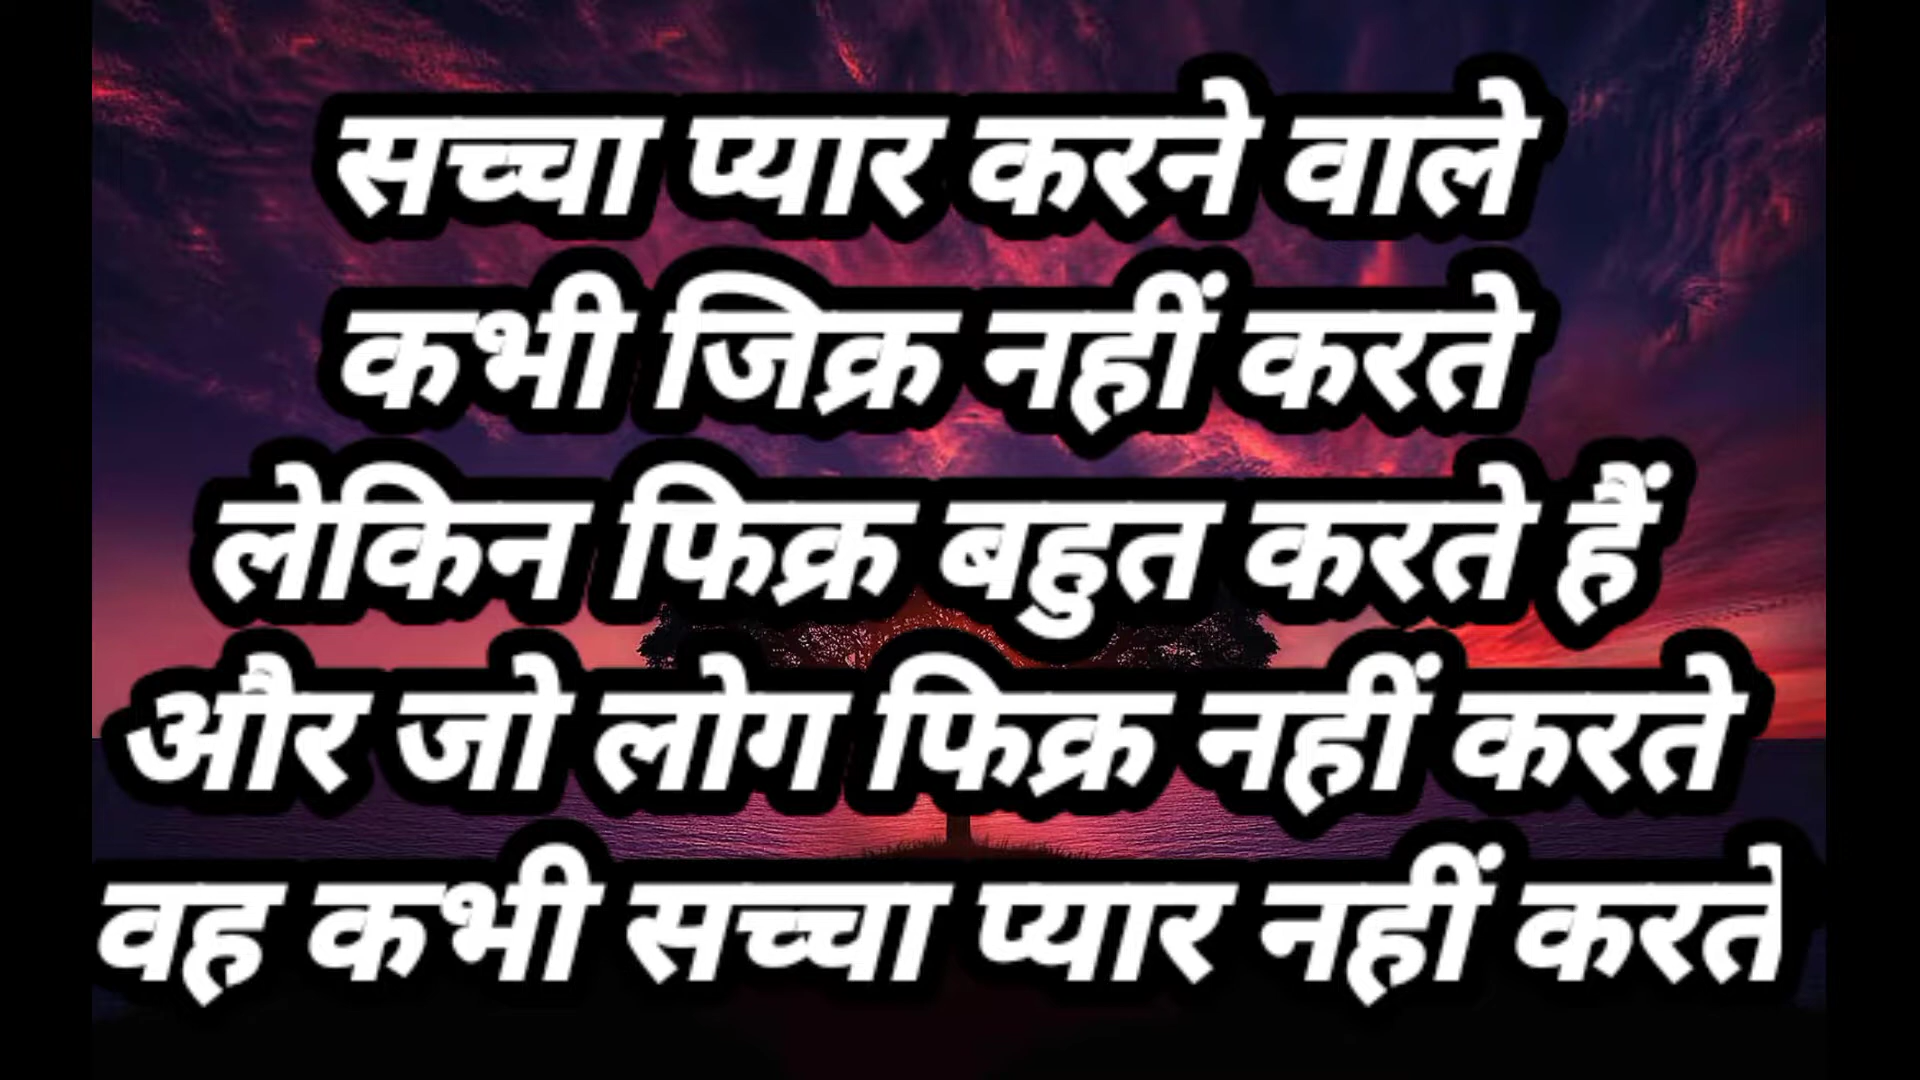 सच्चा प्यार करने वाले
कभी जिक्र नहीं करते
लेकिन फिक्र बहुत करते हैं
और जो लोग फिक्र नहीं करते
वह कभी सच्चा प्यार नहीं करते